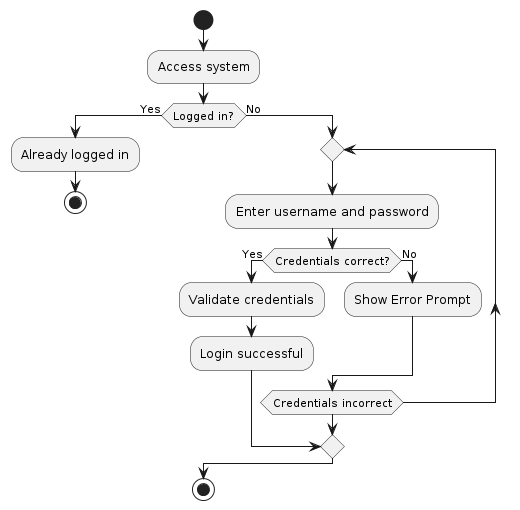 Access system
Yes
Logged in?
No
Already logged in
Enter username and password
Yes
Credentials correct?
No
Validate credentials
Show Error Prompt
Login successful
Credentials incorrect